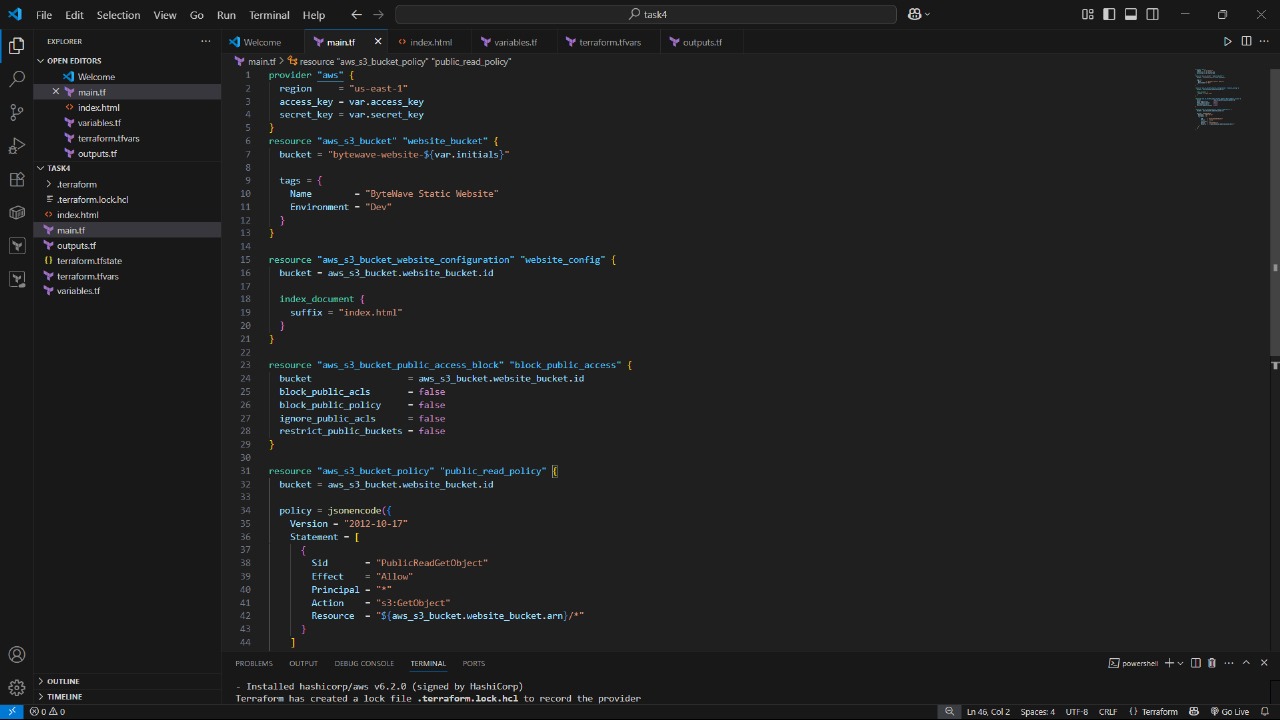 File Edit Selection View Go Run Terminal Help
task4
EXPLORER
OPEN EDITORS
Welcome
main.tf
index.html
variables.tf
terraform.tfvars
outputs.tf
TASK4
.terraform
.terraform.lock.hcl
index.html
main.tf
outputs.tf
terraform.tfstate
terraform.tfvars
variables.tf
OUTLINE
TIMELINE
Welcome main.tf index.html variables.tf terraform.tfvars outputs.tf
main.tf > resource "aws_s3_bucket_policy" "public_read_policy"
1 provider "aws" {
2 region = "us-east-1"
3 access_key = var.access_key
4 secret_key = var.secret_key
5 }
6 resource "aws_s3_bucket" "website_bucket" {
7 bucket = "bytewave-website-${var.initials}"
8
9 tags = {
10 Name = "ByteWave Static Website"
11 Environment = "Dev"
12 }
13 }
14
15 resource "aws_s3_bucket_website_configuration" "website_config" {
16 bucket = aws_s3_bucket.website_bucket.id
17
18 index_document {
19 suffix = "index.html"
20 }
21 }
22
23 resource "aws_s3_bucket_public_access_block" "block_public_access" {
24 bucket = aws_s3_bucket.website_bucket.id
25 block_public_acls = false
26 block_public_policy = false
27 ignore_public_acls = false
28 restrict_public_buckets = false
29 }
30
31 resource "aws_s3_bucket_policy" "public_read_policy" {
32 bucket = aws_s3_bucket.website_bucket.id
33
34 policy = jsonencode({
35 Version = "2012-10-17"
36 Statement = [
37 {
38 Sid = "PublicReadGetObject"
39 Effect = "Allow"
40 Principal = "*"
41 Action = "s3:GetObject"
42 Resource = "${aws_s3_bucket.website_bucket.arn}/*"
43 }
44 ]
PROBLEMS OUTPUT DEBUG CONSOLE TERMINAL PORTS
powershell
- Installed hashicorp/aws v6.2.0 (signed by HashiCorp)
Terraform has created a lock file .terraform.lock.hcl to record the provider
0 0
Ln 46, Col 2 Spaces: 4 UTF-8 CRLF {} Terraform Go Live